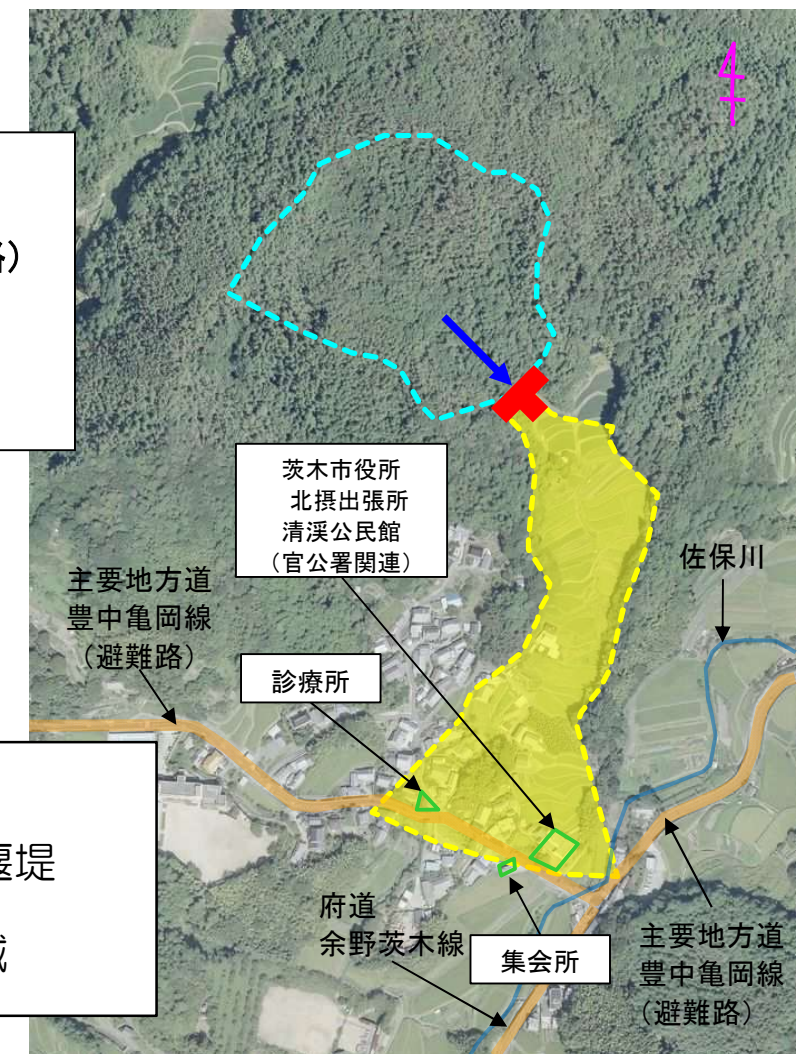 路）
茨木市役所
北摂出張所
清渓公民館
（官公署関連）
佐保川
主要地方道
豊中亀岡線
（避難路）
診療所
堰堤
域
府道
余野茨木線
集会所
主要地方道
豊中亀岡線
（避難路）